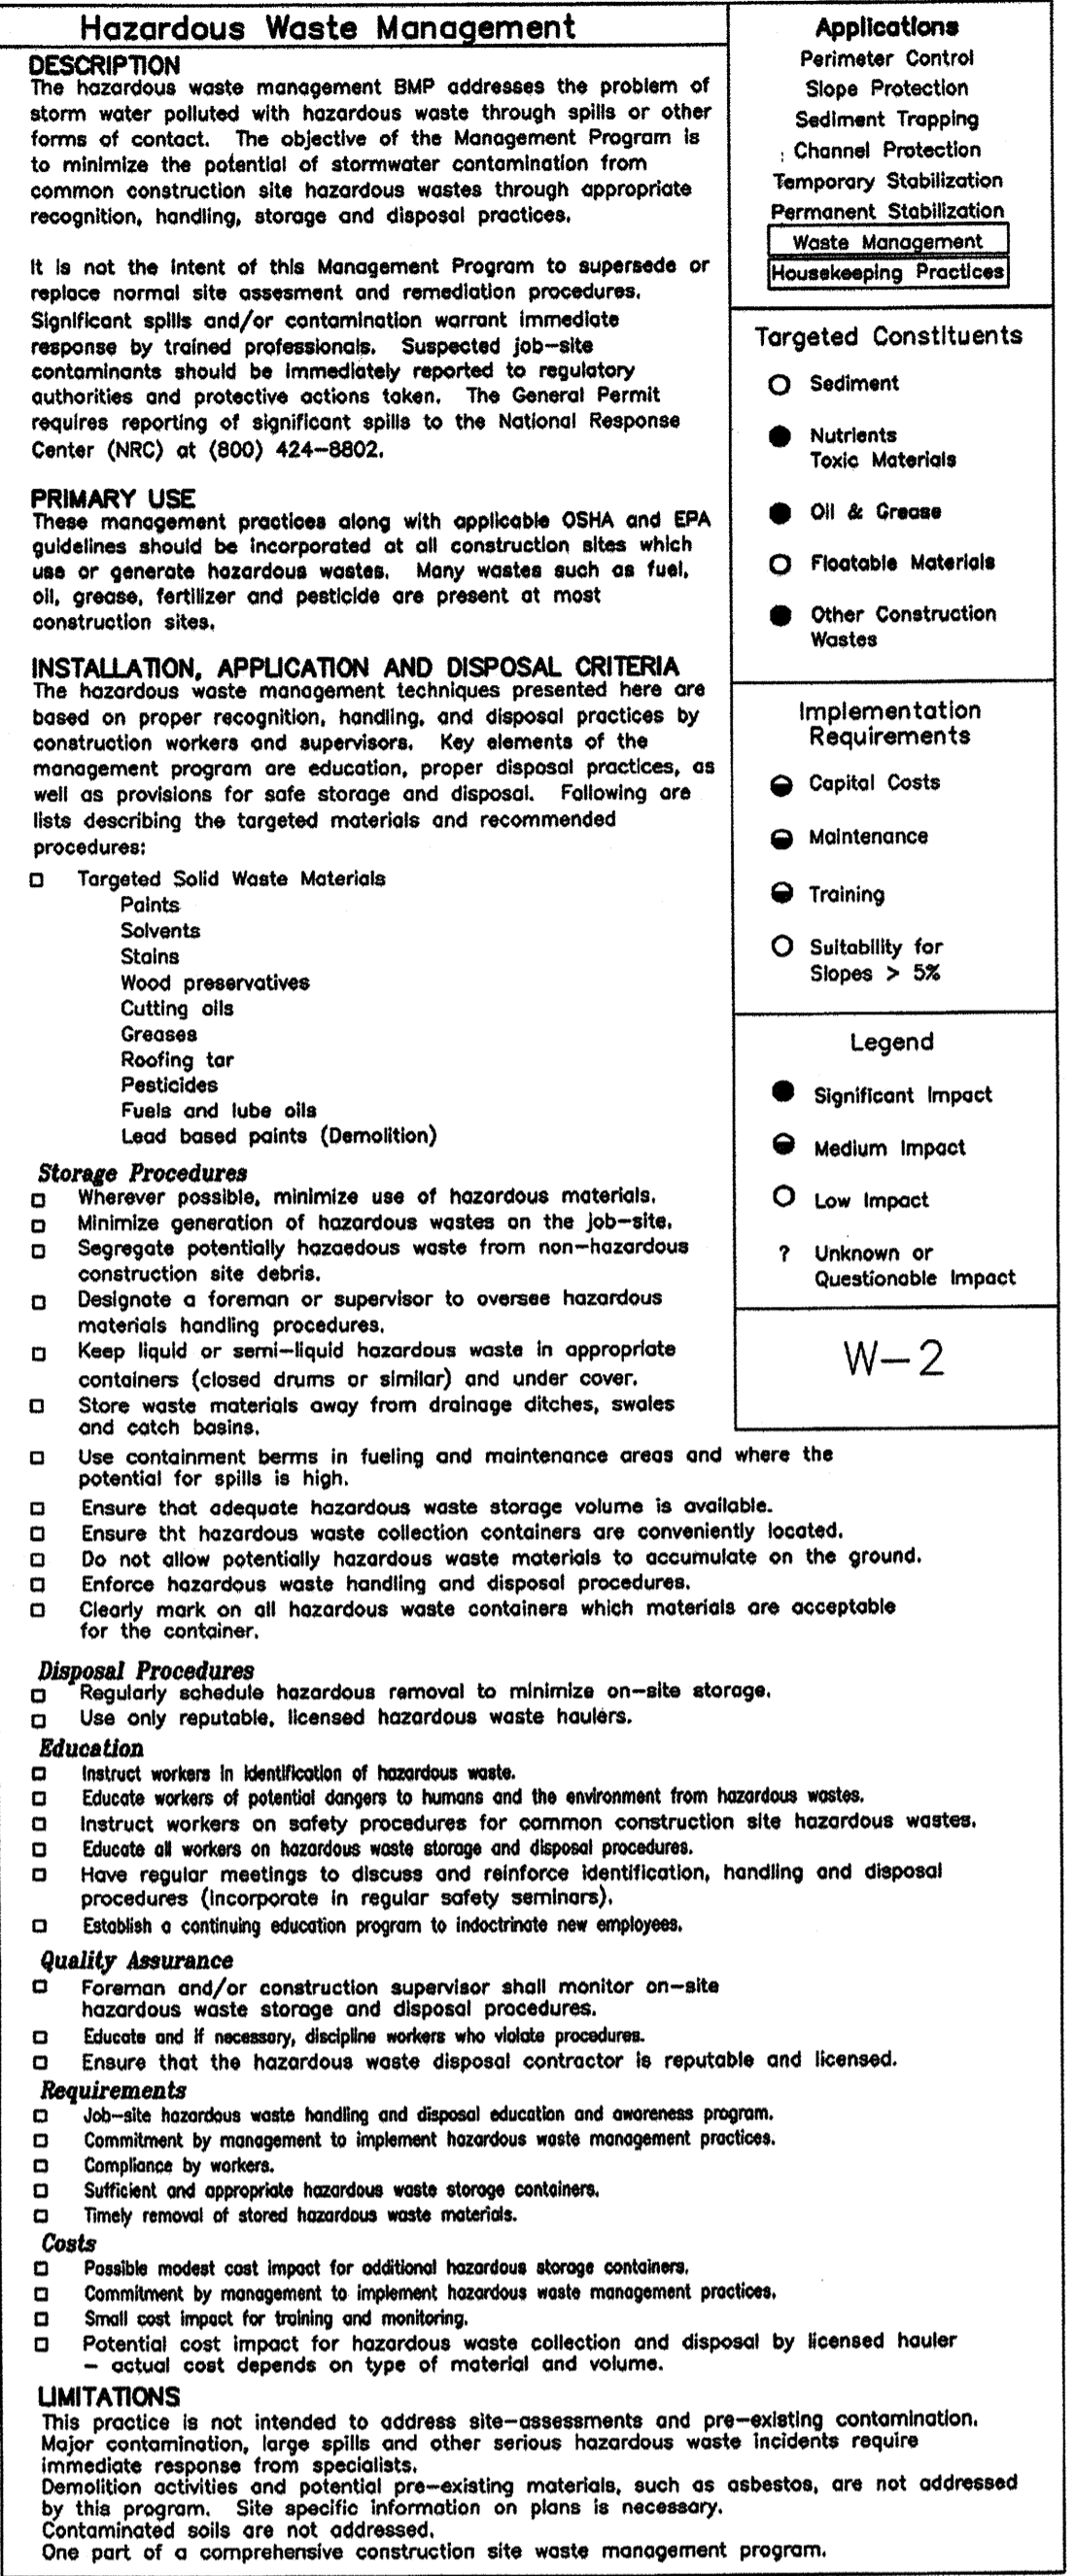 Hazardous Waste Management
DESCRIPTION
The hazardous waste management BMP addresses the problem of
storm water polluted with hazardous waste through spills or other
forms of contact. The objective of the Management Program is
to minimize the potential of stormwater contamination from
common construction site hazardous wastes through appropriate
recognition, handling, storage and disposal practices.
It is not the intent of this Management Program to supersede or
replace normal site assesment and remediation procedures.
Significant spills and/or contamination warrant immediate
response by trained professionals. Suspected job-site
contaminants should be immediately reported to regulatory
authorities and protective actions taken. The General Permit
requires reporting of significant spills to the National Response
Center (NRC) at (800) 424-8802.
PRIMARY USE
These management practices along with applicable OSHA and EPA
guidelines should be incorporated at all construction sites which
use or generate hazardous wastes. Many wastes such as fuel,
oil, grease, fertilizer and pesticide are present at most
construction sites.
INSTALLATION, APPLICATION AND DISPOSAL CRITERIA
The hazardous waste management techniques presented here are
based on proper recognition, handling, and disposal practices by
construction workers and supervisors. Key elements of the
management program are education, proper disposal practices, as
well as provisions for safe storage and disposal. Following are
lists describing the targeted materials and recommended
procedures:
Targeted Solid Waste Materials
Paints
Solvents
Stains
Wood preservatives
Cutting oils
Greases
Roofing tar
Pesticides
Fuels and lube oils
Lead based paints (Demolition)
Storage Procedures
Wherever possible, minimize use of hazardous materials.
Minimize generation of hazardous wastes on the job-site.
Segregate potentially hazaedous waste from non-hazardous
construction site debris.
Designate a foreman or supervisor to oversee hazardous
materials handling procedures.
Keep liquid or semi-liquid hazardous waste in appropriate
containers (closed drums or similar) and under cover.
Store waste materials away from drainage ditches, swales
and catch basins.
Use containment berms in fueling and maintenance areas and where the
potential for spills is high.
Ensure that adequate hazardous waste storage volume is available.
Ensure tht hazardous waste collection containers are conveniently located.
Do not allow potentially hazardous waste materials to accumulate on the ground.
Enforce hazardous waste handling and disposal procedures.
Clearly mark on all hazardous waste containers which materials are acceptable
for the container.
Disposal Procedures
Regularly schedule hazardous removal to minimize on-site storage.
Use only reputable, licensed hazardous waste haulers.
Education
Instruct workers in identification of hazardous waste.
Educate workers of potential dangers to humans and the environment from hazardous wastes.
Instruct workers on safety procedures for common construction site hazardous wastes.
Educate all workers on hazardous waste storage and disposal procedures.
Have regular meetings to discuss and reinforce identification, handling and disposal
procedures (incorporate in regular safety seminars).
Establish a continuing education program to indoctrinate new employees.
Quality Assurance
Foreman and/or construction supervisor shall monitor on-site
hazardous waste storage and disposal procedures.
Educate and if necessary, discipline workers who violate procedures.
Ensure that the hazardous waste disposal contractor is reputable and licensed.
Requirements
Job-site hazardous waste handling and disposal education and awareness program.
Commitment by management to implement hazardous waste management practices.
Compliance by workers.
Sufficient and appropriate hazardous waste storage containers.
Timely removal of stored hazardous waste materials.
Costs
Possible modest cost impact for additional hazardous storage containers.
Commitment by management to implement hazardous waste management practices.
Small cost impact for training and monitoring.
Potential cost impact for hazardous waste collection and disposal by licensed hauler
- actual cost depends on type of material and volume.
LIMITATIONS
This practice is not intended to address site-assessments and pre-existing contamination.
Major contamination, large spills and other serious hazardous waste incidents require
immediate response from specialists.
Demolition activities and potential pre-existing materials, such as asbestos, are not addressed
by this program. Site specific information on plans is necessary.
Contaminated soils are not addressed.
One part of a comprehensive construction site waste management program.
Applications
Perimeter Control
Slope Protection
Sediment Trapping
Channel Protection
Temporary Stabilization
Permanent Stabilization
Waste Management
Housekeeping Practices
Targeted Constituents
Sediment
Nutrients
Toxic Materials
Oil & Grease
Floatable Materials
Other Construction
Wastes
Implementation
Requirements
Capital Costs
Maintenance
Training
Suitability for
Slopes > 5%
Legend
Significant Impact
Medium Impact
Low Impact
? Unknown or
Questionable Impact
W-2